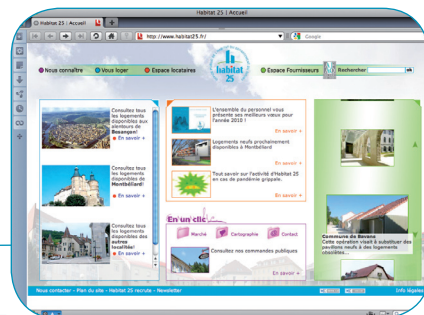 Habitat 25 | Accueil
Habitat 25 | Accueil
http://www.habitat25.fr/
Google
Nous connaître
Vous loger
Espace locataires
habitat
25
Espace Fournisseurs
Rechercher
ok
Consultez tous
les logements
disponibles aux
alentours de
Besançon!
En savoir +
Consultez tous
les logements
disponibles de
Montbéliard!
En savoir +
Consultez tous
les logements
disponibles des
autres
localités!
En savoir +
L'ensemble du personnel vous
présente ses meilleurs vœux pour
l'année 2010 !
En savoir +
Logements neufs prochainement
disponibles à Montbéliard
En savoir +
Tout savoir sur l'activité d'Habitat 25
en cas de pandémie grippale.
En savoir +
En un clic
Marché
Cartographie
Contact
Consultez nos commandes publiques
En savoir +
Commune de Bavans
Cette opération visait à substituer des
pavillons neufs à des logements
obsolètes...
Nous contacter - Plan du site - Habitat 25 recrute - Newsletter
Info légales